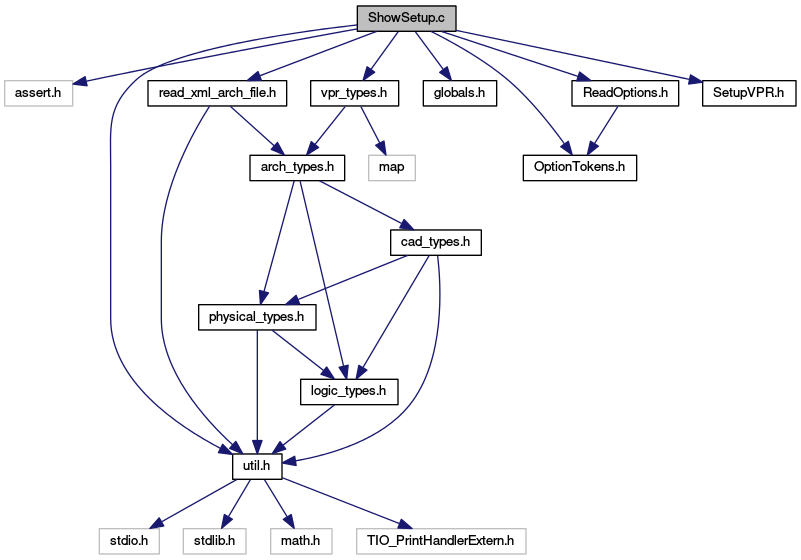 ShowSetup.c
assert.h
read_xml_arch_file.h
vpr_types.h
globals.h
ReadOptions.h
SetupVPR.h
arch_types.h
map
OptionTokens.h
cad_types.h
physical_types.h
logic_types.h
util.h
stdio.h
stdlib.h
math.h
TIO_PrintHandlerExtern.h